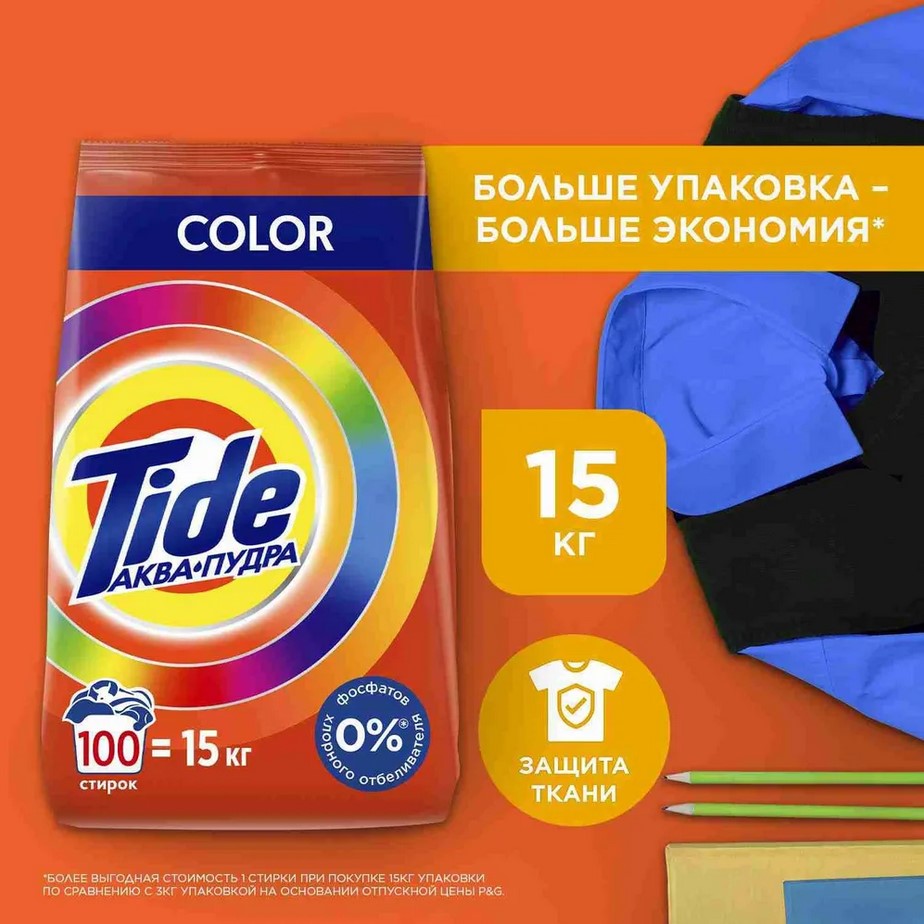 COLOR
БОЛЬШЕ УПАКОВКА –
БОЛЬШЕ ЭКОНОМИЯ*
Tide
АКВА•ПУДРА
15
КГ
100 = 15 КГ
стирок
фосфатов
0%*
хлорного отбеливателя
ЗАЩИТА
ТКАНИ
*БОЛЕЕ ВЫГОДНАЯ СТОИМОСТЬ 1 СТИРКИ ПРИ ПОКУПКЕ 15КГ УПАКОВКИ
ПО СРАВНЕНИЮ С 3КГ УПАКОВКОЙ НА ОСНОВАНИИ ОТПУСКНОЙ ЦЕНЫ P&G.